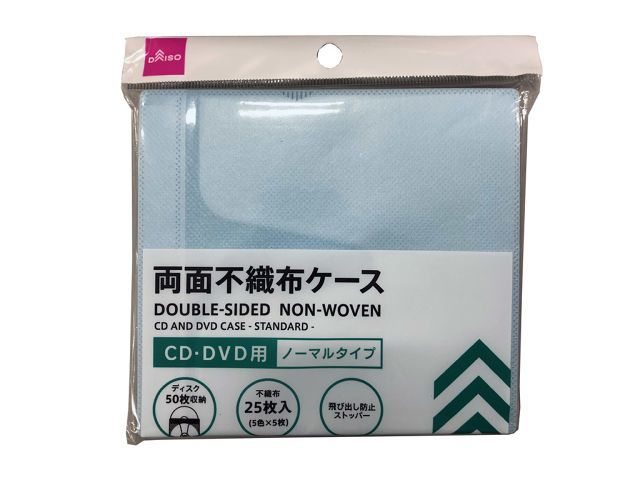 DAISO
両面不織布ケース
DOUBLE-SIDED NON-WOVEN
CD AND DVD CASE - STANDARD -
CD·DVD用 ノーマルタイプ
ディスク
50枚収納
不織布
25枚入
(5色×5枚)
飛び出し防止
ストッパー